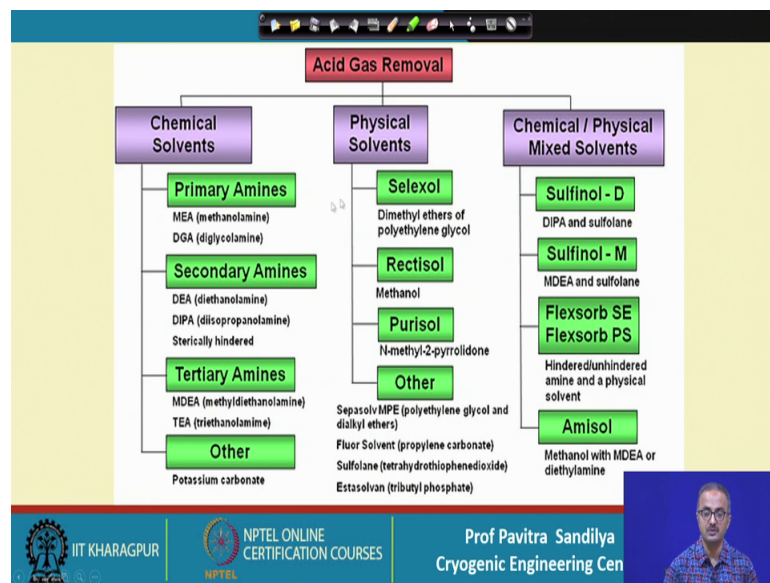 Acid Gas Removal
Chemical
Solvents
Primary Amines
MEA (methanolamine)
DGA (diglycolamine)
Secondary Amines
DEA (diethanolamine)
DIPA (diisopropanolamine)
Sterically hindered
Tertiary Amines
MDEA (methyldiethanolamine)
TEA (triethanolamime)
Other
Potassium carbonate
Physical
Solvents
Selexol
Dimethyl ethers of
polyethylene glycol
Rectisol
Methanol
Purisol
N-methyl-2-pyrrolidone
Other
Sepasolv MPE (polyethylene glycol and
dialkyl ethers)
Fluor Solvent (propylene carbonate)
Sulfolane (tetrahydrothiophenedioxide)
Estasolvan (tributyl phosphate)
Chemical / Physical
Mixed Solvents
Sulfinol - D
DIPA and sulfolane
Sulfinol - M
MDEA and sulfolane
Flexsorb SE
Flexsorb PS
Hindered/unhindered
amine and a physical
solvent
Amisol
Methanol with MDEA or
diethylamine
IIT KHARAGPUR
NPTEL
NPTEL ONLINE
CERTIFICATION COURSES
Prof Pavitra Sandilya
Cryogenic Engineering Cen